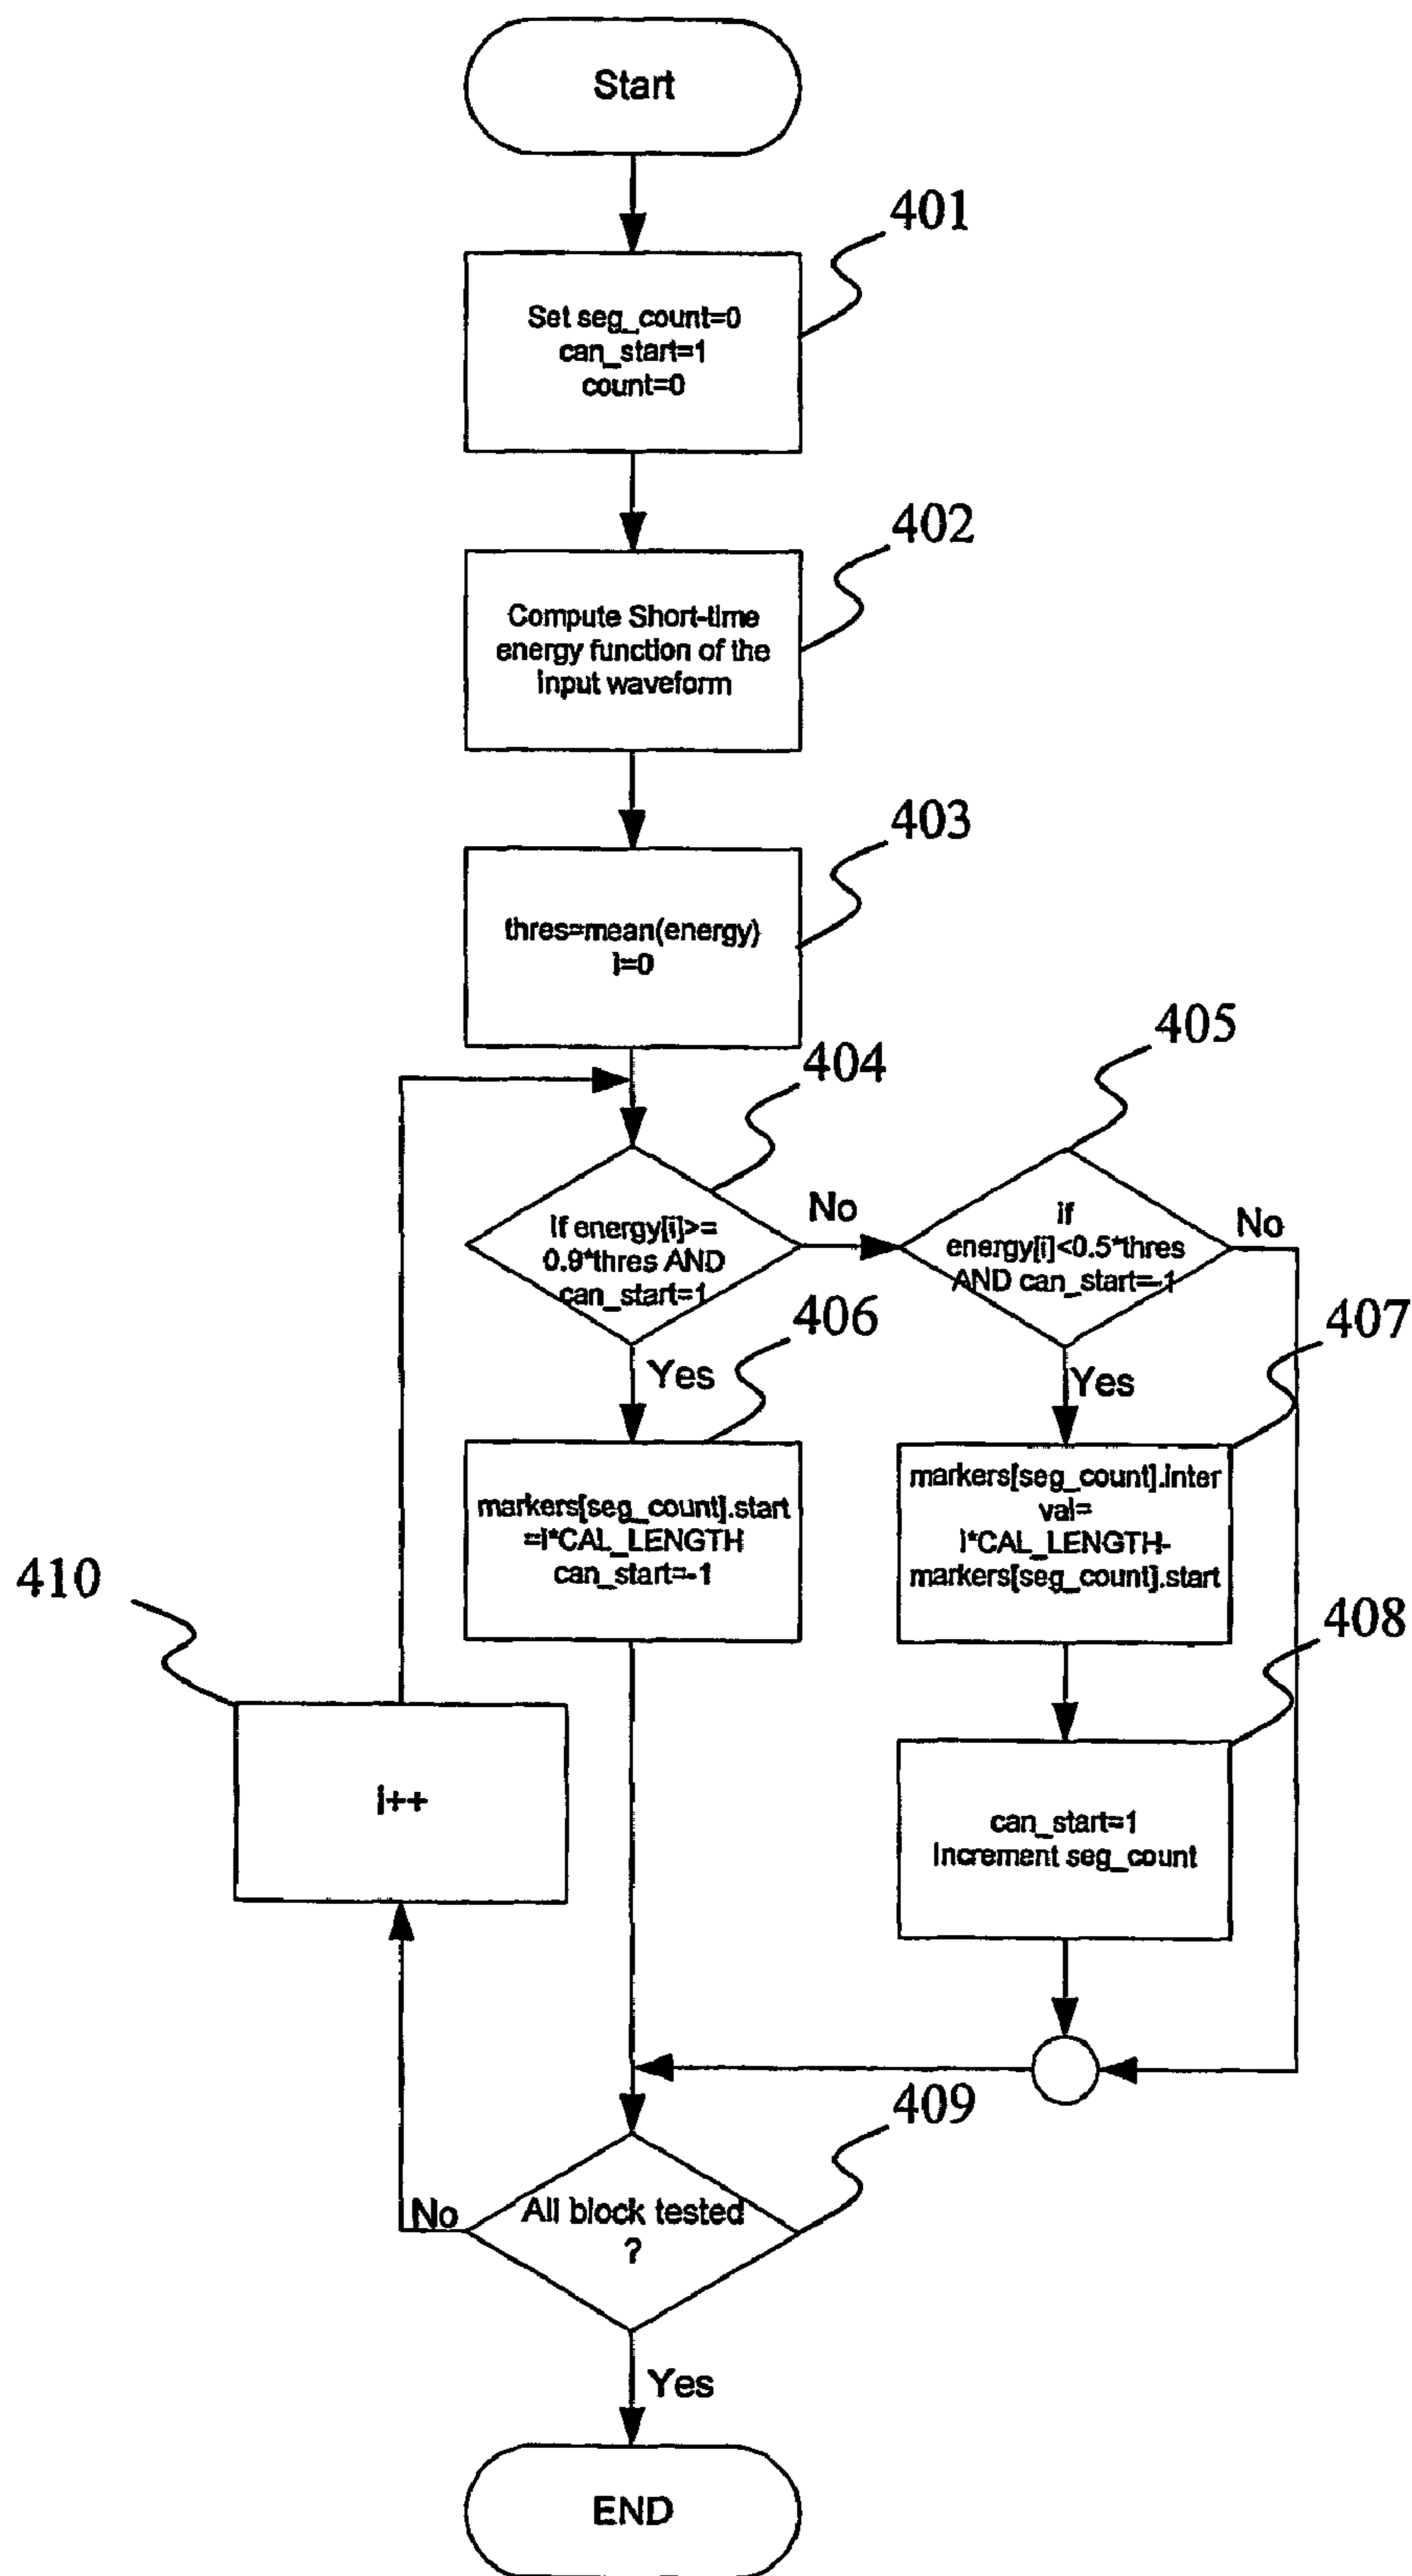 Start
401
Set seg_count=0
can_start=1
count=0
402
Compute Short-time
energy function of the
input waveform
403
thres=mean(energy)
i=0
404
405
If energy[i]>=
0.9*thres AND
can_start=1
No
if
energy[i]<0.5*thres
AND can_start=-1
No
406
407
Yes
Yes
markers[seg_count].start
=i*CAL_LENGTH
can_start=-1
markers[seg_count].inter
val=
i*CAL_LENGTH-
markers[seg_count].start
410
408
i++
can_start=1
Increment seg_count
409
All block tested
?
No
Yes
END